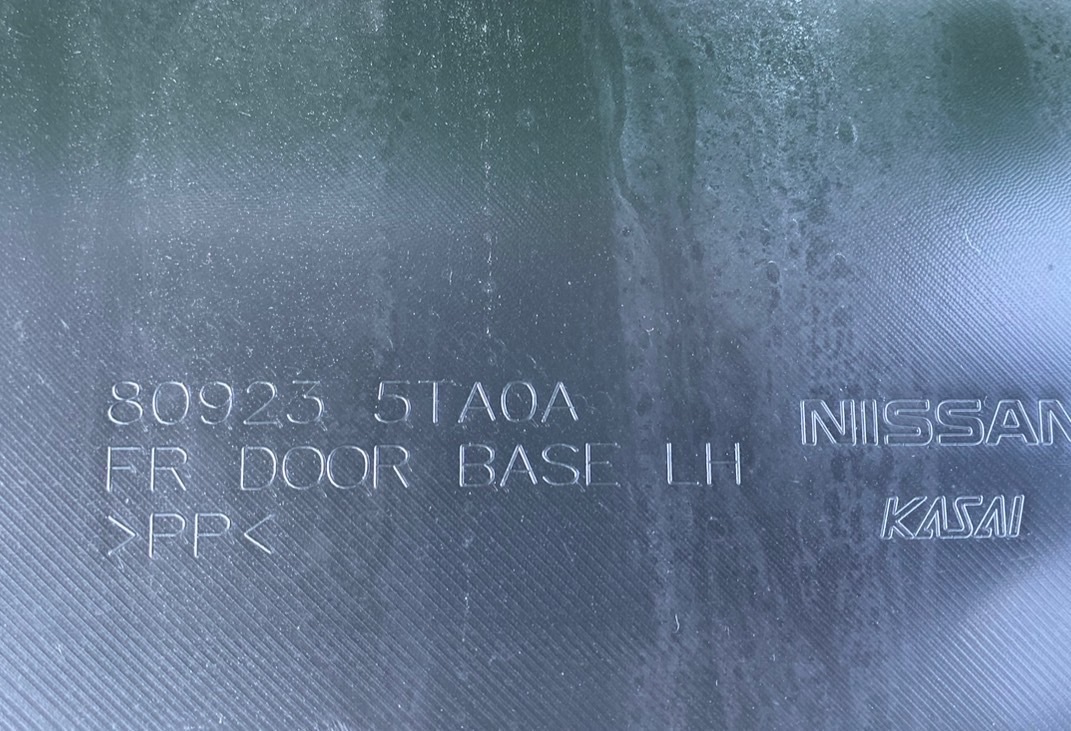 80923 5TA0A
FR DOOR BASE LH
>PP<
NISSAN
KASAI